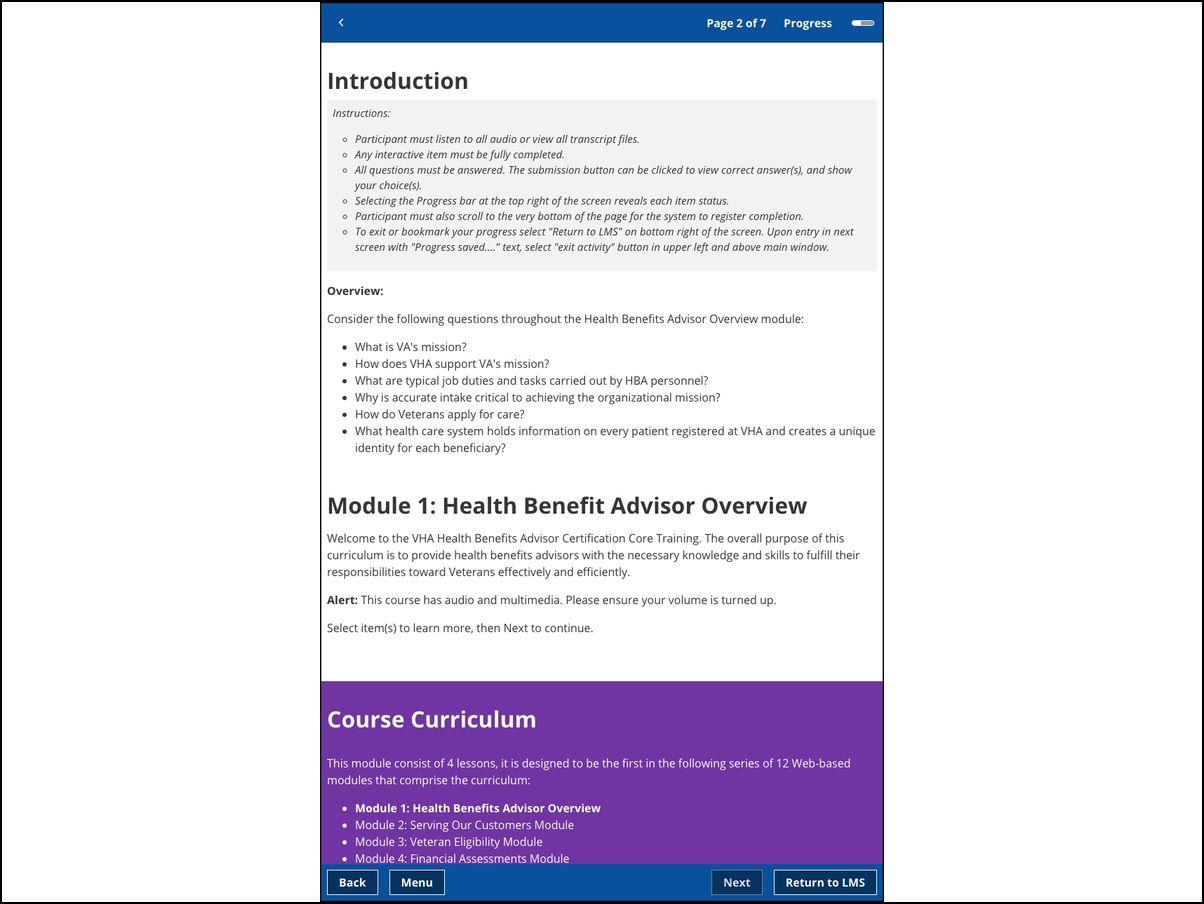 Page 2 of 7 Progress
Introduction
Instructions:
Participant must listen to all audio or view all transcript files.
Any interactive item must be fully completed.
All questions must be answered. The submission button can be clicked to view correct answer(s), and show
your choice(s).
Selecting the Progress bar at the top right of the screen reveals each item status.
Participant must also scroll to the very bottom of the page for the system to register completion.
To exit or bookmark your progress select "Return to LMS" on bottom right of the screen. Upon entry in next
screen with "Progress saved...." text, select "exit activity" button in upper left and above main window.
Overview:
Consider the following questions throughout the Health Benefits Advisor Overview module:
What is VA's mission?
How does VHA support VA's mission?
What are typical job duties and tasks carried out by HBA personnel?
Why is accurate intake critical to achieving the organizational mission?
How do Veterans apply for care?
What health care system holds information on every patient registered at VHA and creates a unique
identity for each beneficiary?
Module 1: Health Benefit Advisor Overview
Welcome to the VHA Health Benefits Advisor Certification Core Training. The overall purpose of this
curriculum is to provide health benefits advisors with the necessary knowledge and skills to fulfill their
responsibilities toward Veterans effectively and efficiently.
Alert: This course has audio and multimedia. Please ensure your volume is turned up.
Select item(s) to learn more, then Next to continue.
Course Curriculum
This module consist of 4 lessons, it is designed to be the first in the following series of 12 Web-based
modules that comprise the curriculum:
Module 1: Health Benefits Advisor Overview
Module 2: Serving Our Customers Module
Module 3: Veteran Eligibility Module
Module 4: Financial Assessments Module
Back Menu Next Return to LMS